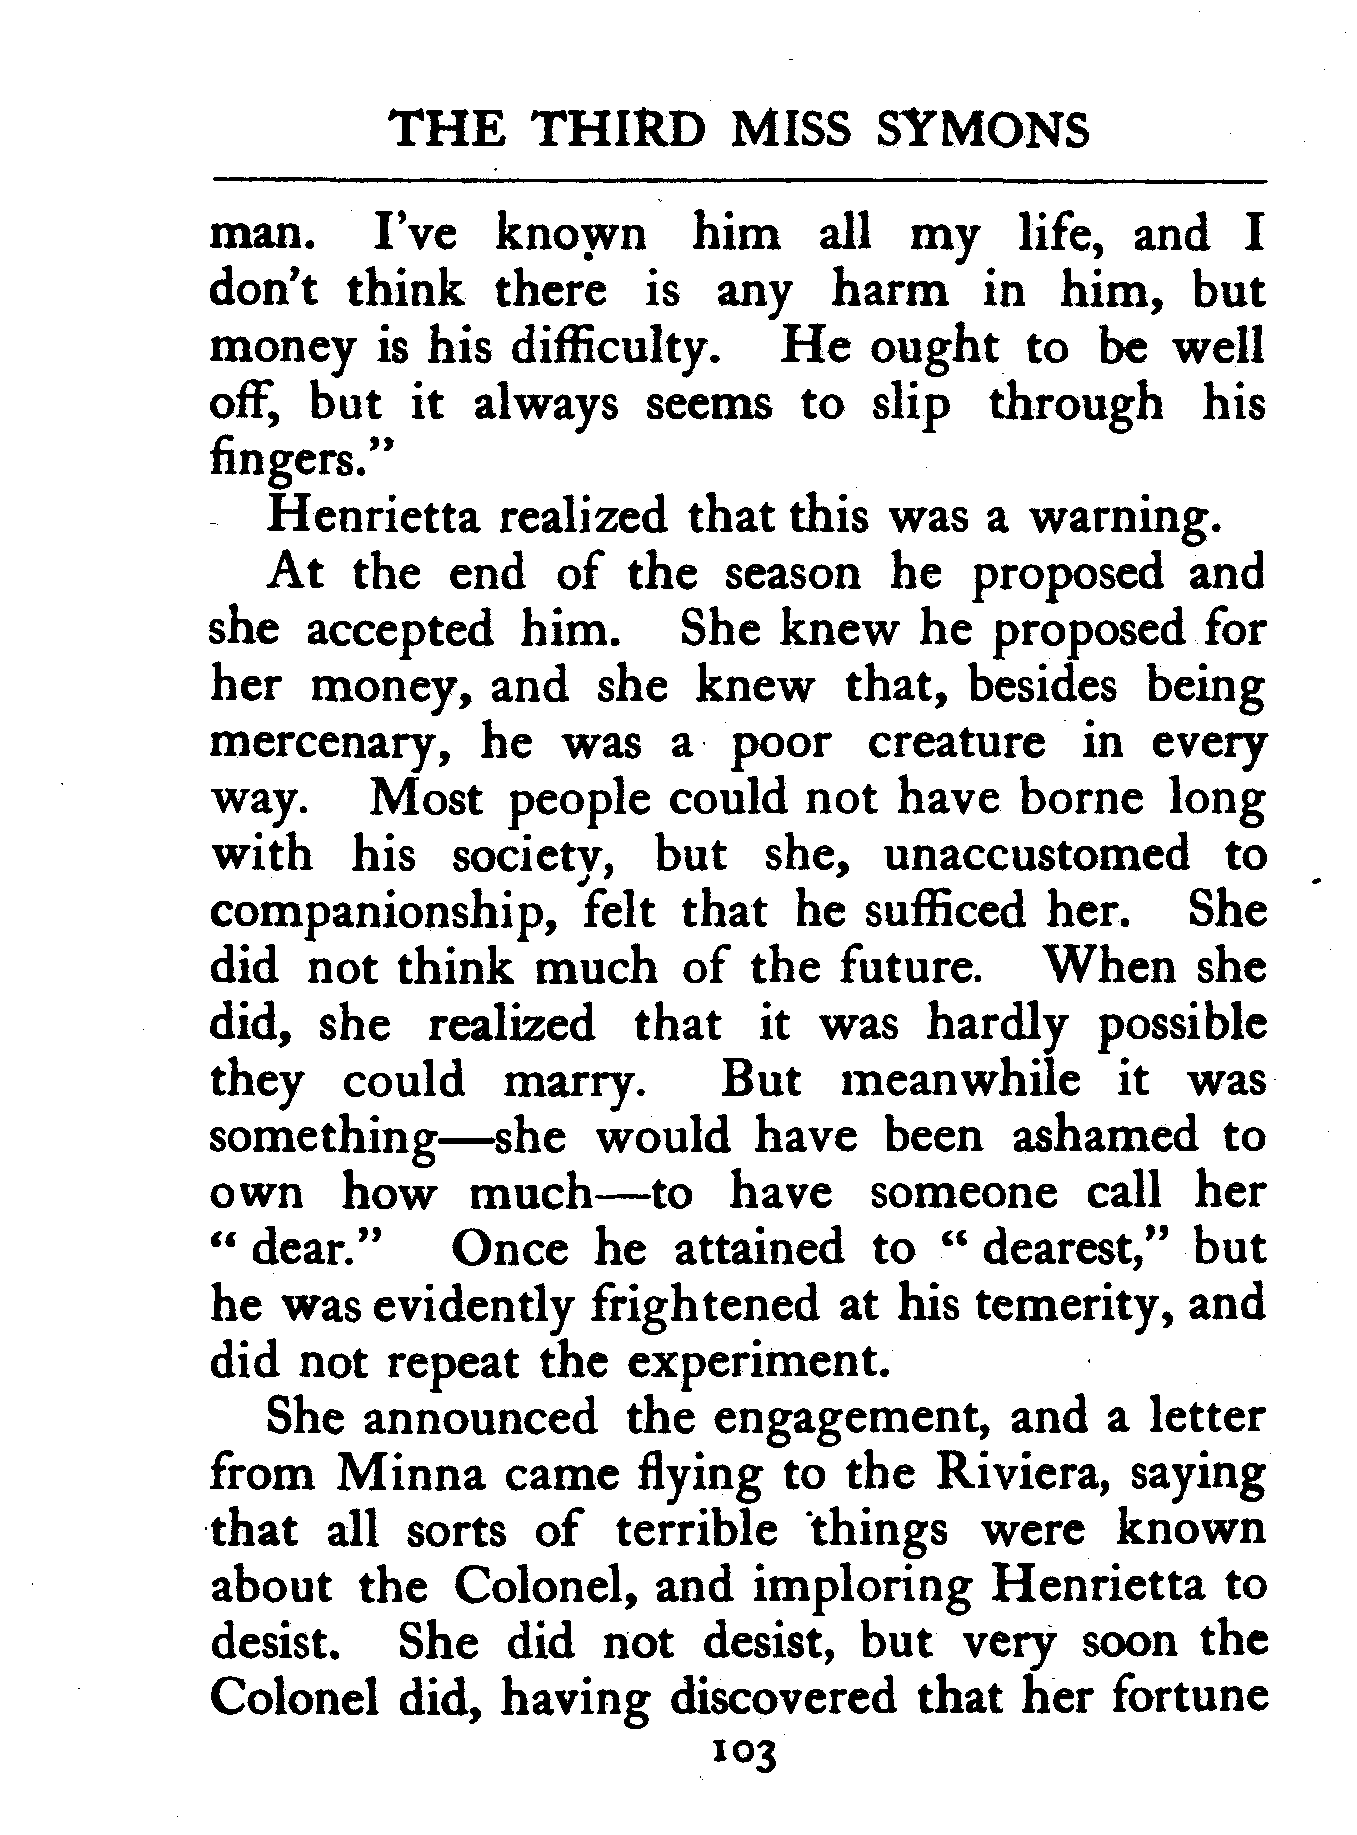 THE THIRD MISS SYMONS
man. I've known him all my life, and I
don't think there is any harm in him, but
money is his difficulty. He ought to be well
off, but it always seems to slip through his
fingers."
Henrietta realized that this was a warning.
At the end of the season he proposed and
she accepted him. She knew he proposed for
her money, and she knew that, besides being
mercenary, he was a poor creature in every
way. Most people could not have borne long
with his society, but she, unaccustomed to
companionship, felt that he sufficed her. She
did not think much of the future. When she
did, she realized that it was hardly possible
they could marry. But meanwhile it was
something—she would have been ashamed to
own how much—to have someone call her
" dear." Once he attained to " dearest," but
he was evidently frightened at his temerity, and
did not repeat the experiment.
She announced the engagement, and a letter
from Minna came flying to the Riviera, saying
that all sorts of terrible things were known
about the Colonel, and imploring Henrietta to
desist. She did not desist, but very soon the
Colonel did, having discovered that her fortune
103